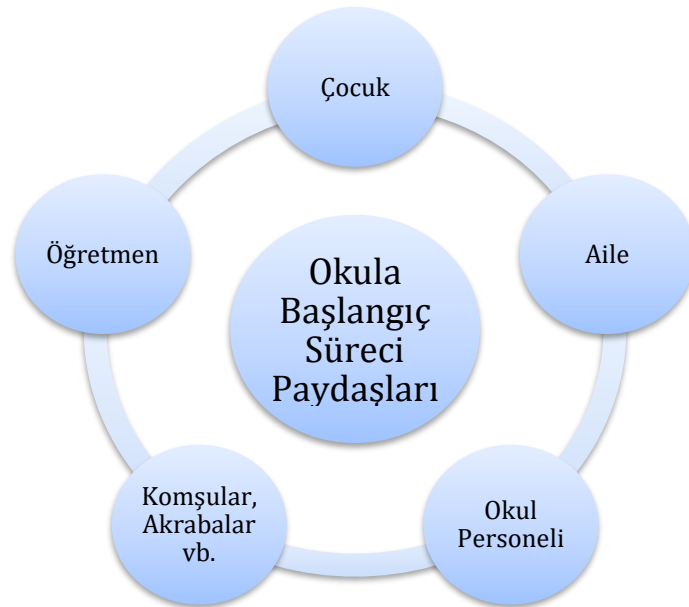 Çocuk
Aile
Okul
Personeli
Komşular,
Akrabalar
vb.
Öğretmen
Okula
Başlangıç
Süreci
Paydaşları